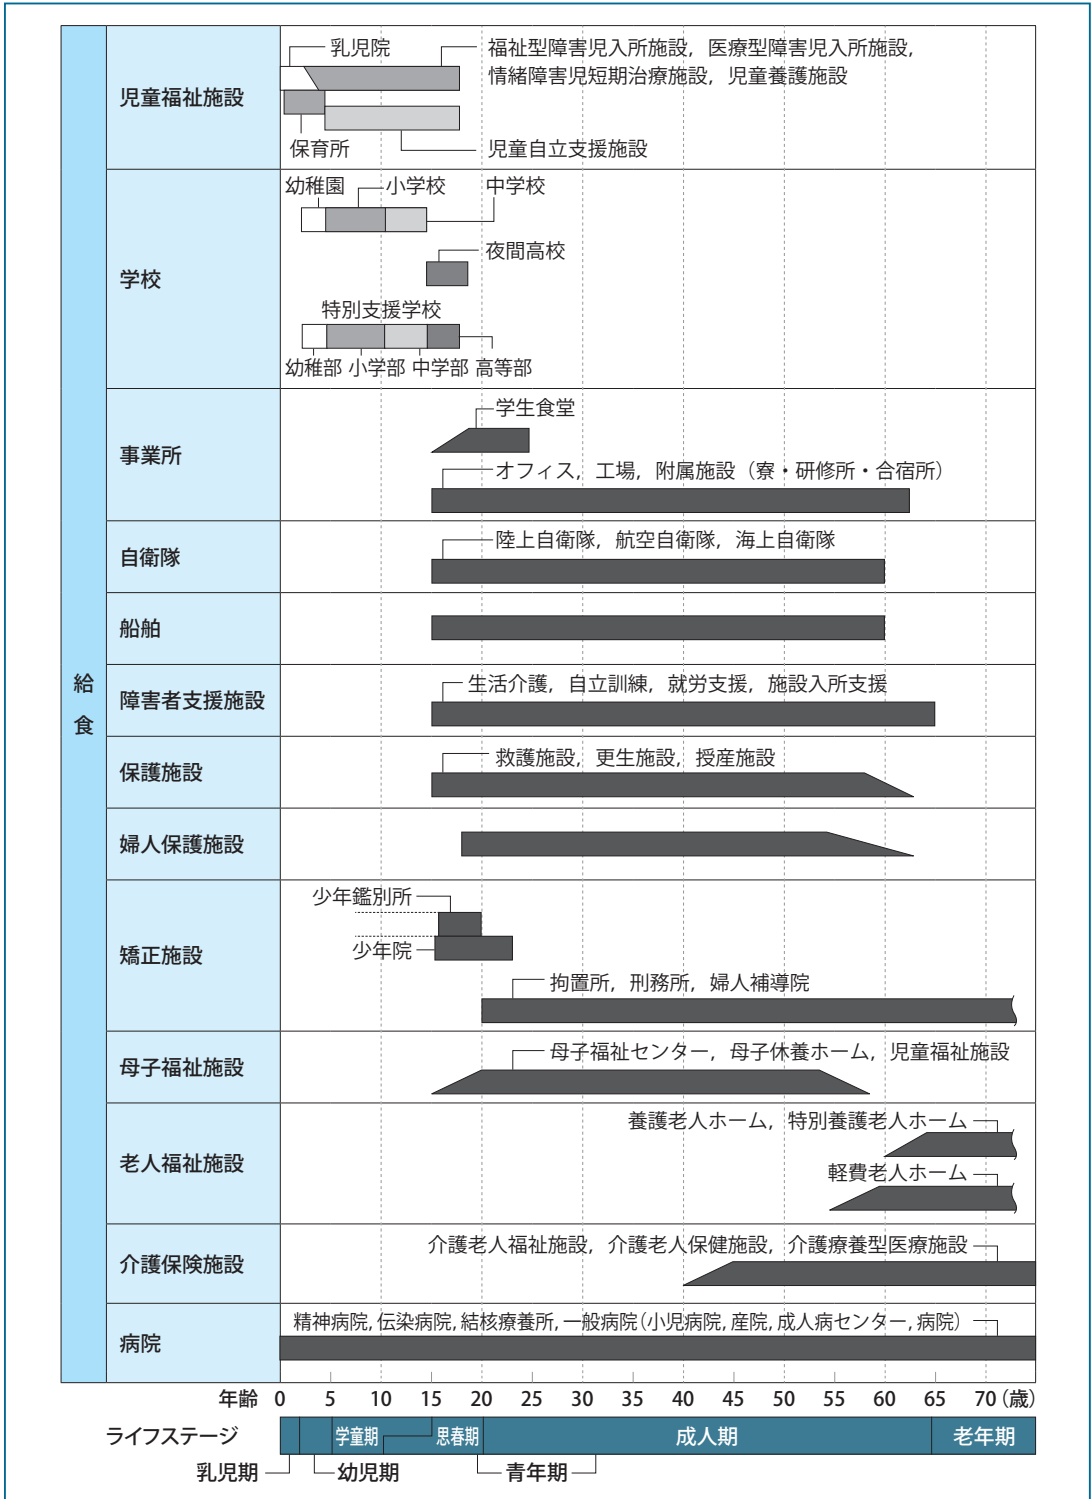 給食
児童福祉施設
乳児院
福祉型障害児入所施設，医療型障害児入所施設，
情緒障害児短期治療施設，児童養護施設
保育所
児童自立支援施設
学校
幼稚園
小学校
中学校
夜間高校
特別支援学校
幼稚部 小学部 中学部 高等部
事業所
学生食堂
オフィス，工場，附属施設（寮・研修所・合宿所）
自衛隊
陸上自衛隊，航空自衛隊，海上自衛隊
船舶
障害者支援施設
生活介護，自立訓練，就労支援，施設入所支援
保護施設
救護施設，更生施設，授産施設
婦人保護施設
矯正施設
少年鑑別所
少年院
拘置所，刑務所，婦人補導院
母子福祉施設
母子福祉センター，母子休養ホーム，児童福祉施設
老人福祉施設
養護老人ホーム，特別養護老人ホーム
軽費老人ホーム
介護保険施設
介護老人福祉施設，介護老人保健施設，介護療養型医療施設
病院
精神病院，伝染病院，結核療養所，一般病院（小児病院，産院，成人病センター，病院）
年齢 0 5 10 15 20 25 30 35 40 45 50 55 60 65 70（歳）
ライフステージ
学童期 思春期 成人期 老年期
乳児期 幼児期 青年期